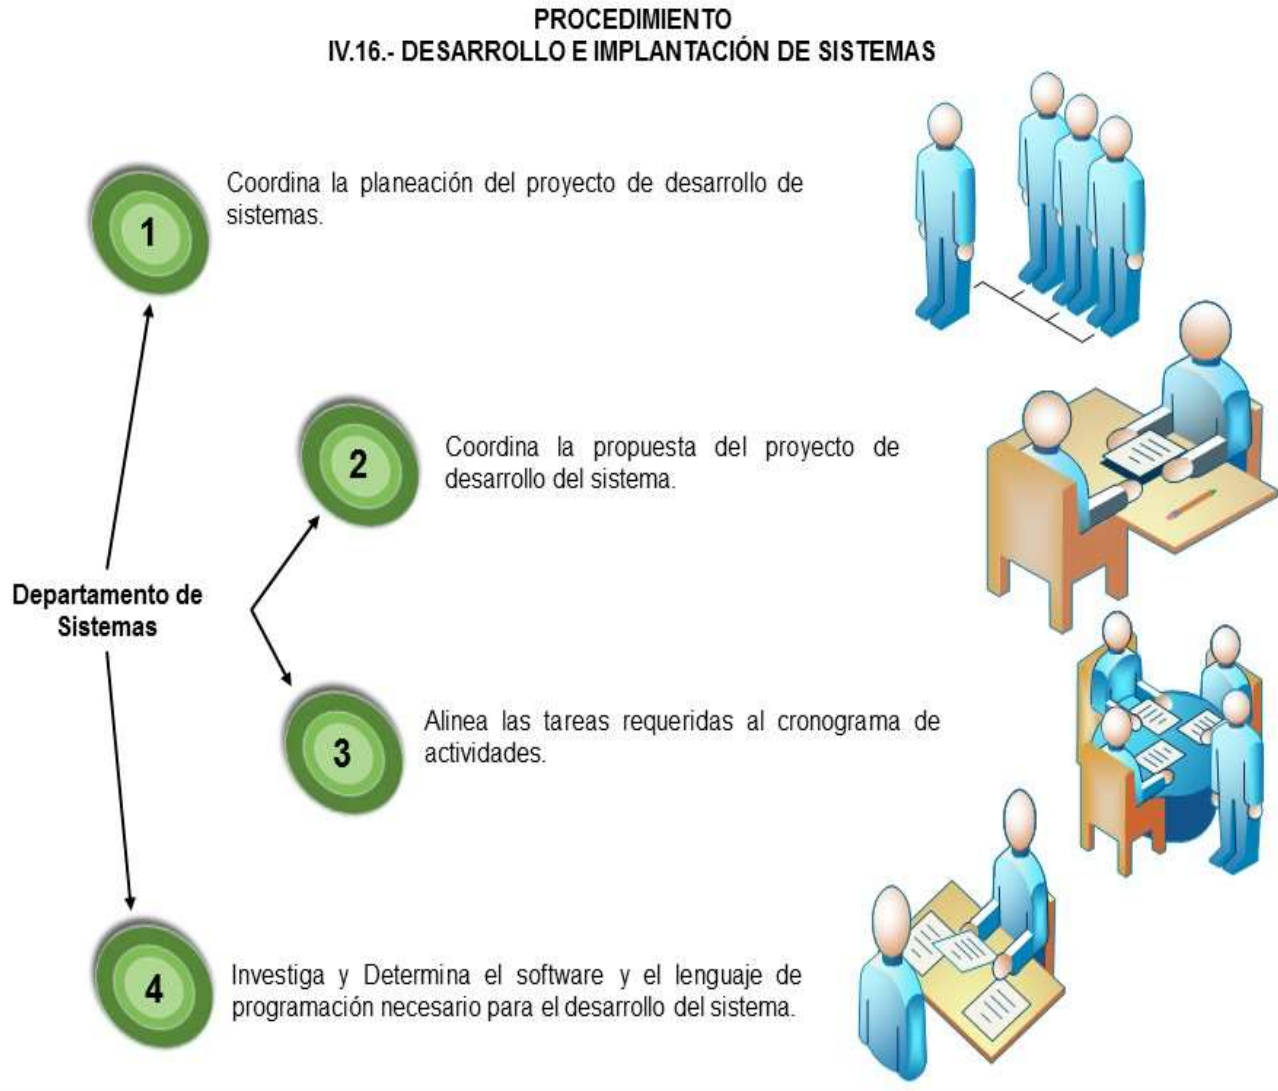 PROCEDIMIENTO
IV.16.- DESARROLLO E IMPLANTACIÓN DE SISTEMAS
1
Coordina la planeación del proyecto de desarrollo de
sistemas.
2
Coordina la propuesta del proyecto de
desarrollo del sistema.
Departamento de
Sistemas
3
Alinea las tareas requeridas al cronograma de
actividades.
4
Investiga y Determina el software y el lenguaje de
programación necesario para el desarrollo del sistema.